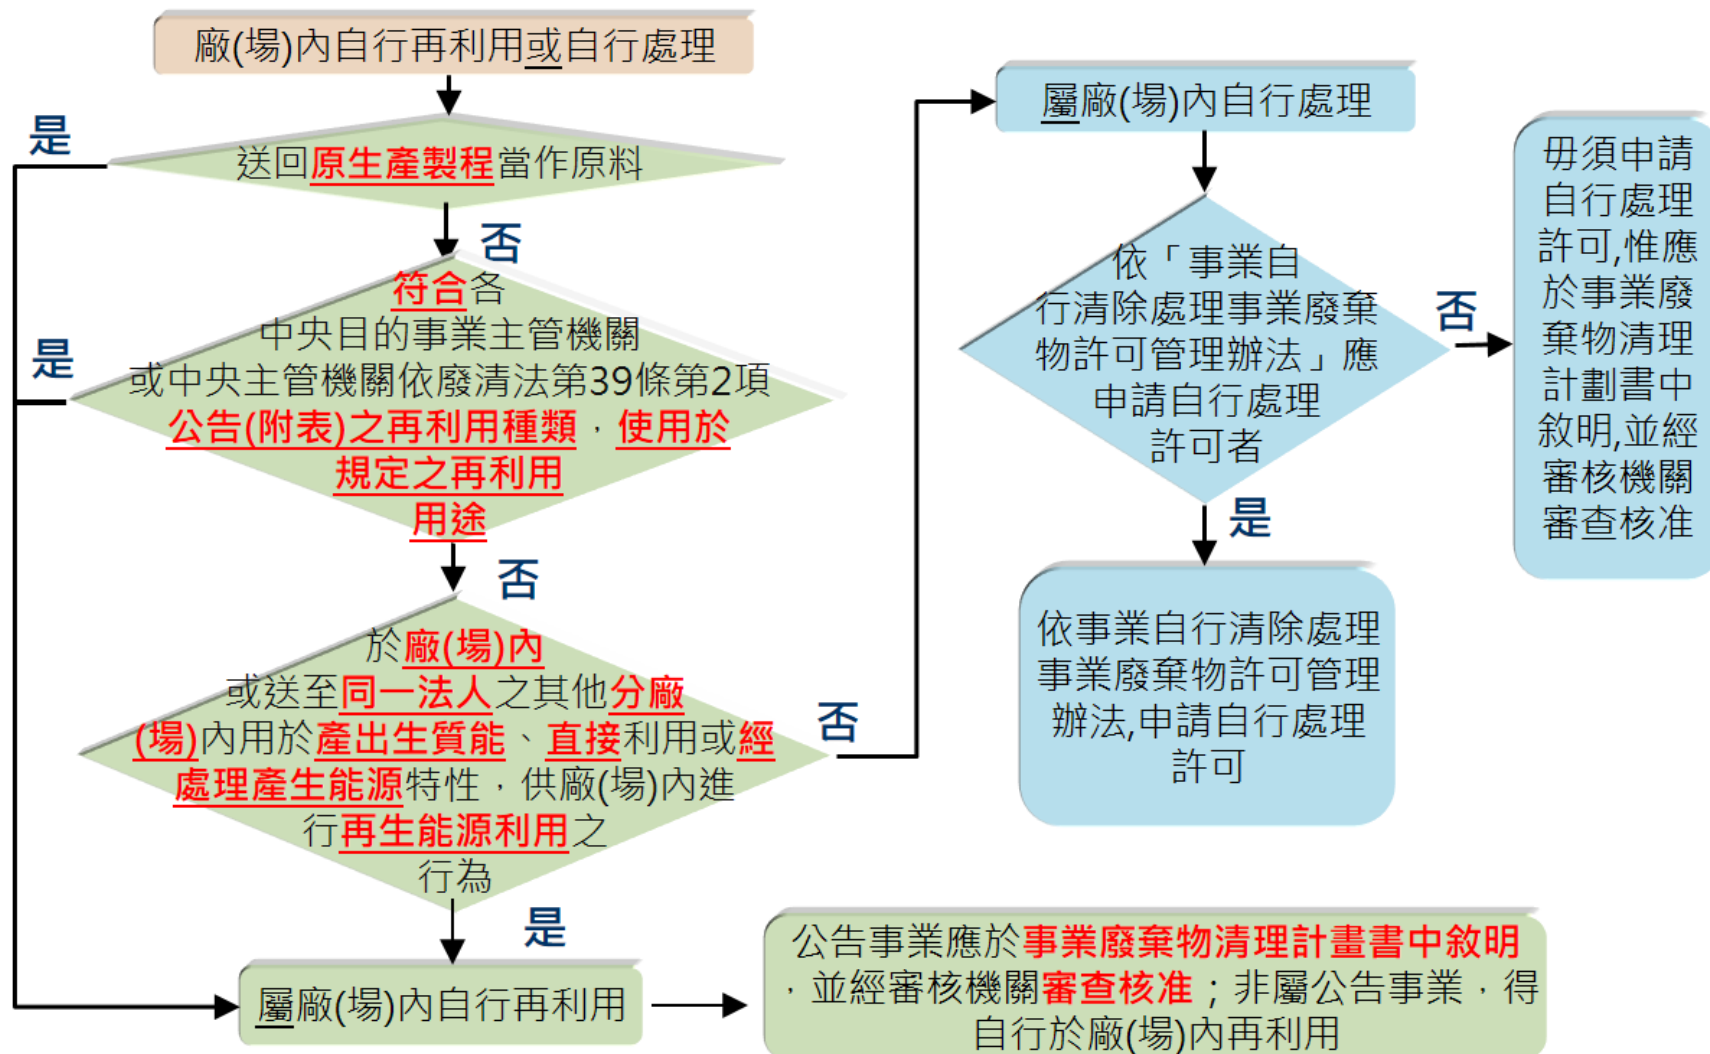 廠(場)內自行再利用或自行處理
是
送回原生產製程當作原料
否
符合各
中央目的事業主管機關
或中央主管機關依廢清法第39條第2項
公告(附表)之再利用種類，使用於
規定之再利用
用途
是
否
於廠(場)內
或送至同一法人之其他分廠
(場)內用於產出生質能、直接利用或經
處理產生能源特性，供廠(場)內進
行再生能源利用之
行為
否
是
屬廠(場)內自行再利用
公告事業應於事業廢棄物清理計畫書中敘明
，並經審核機關審查核准；非屬公告事業，得
自行於廠(場)內再利用
屬廠(場)內自行處理
依「事業自
行清除處理事業廢棄
物許可管理辦法」應
申請自行處理
許可者
否
是
依事業自行清除處理
事業廢棄物許可管理
辦法,申請自行處理
許可
毋須申請
自行處理
許可,惟應
於事業廢
棄物清理
計劃書中
敘明,並經
審核機關
審查核准